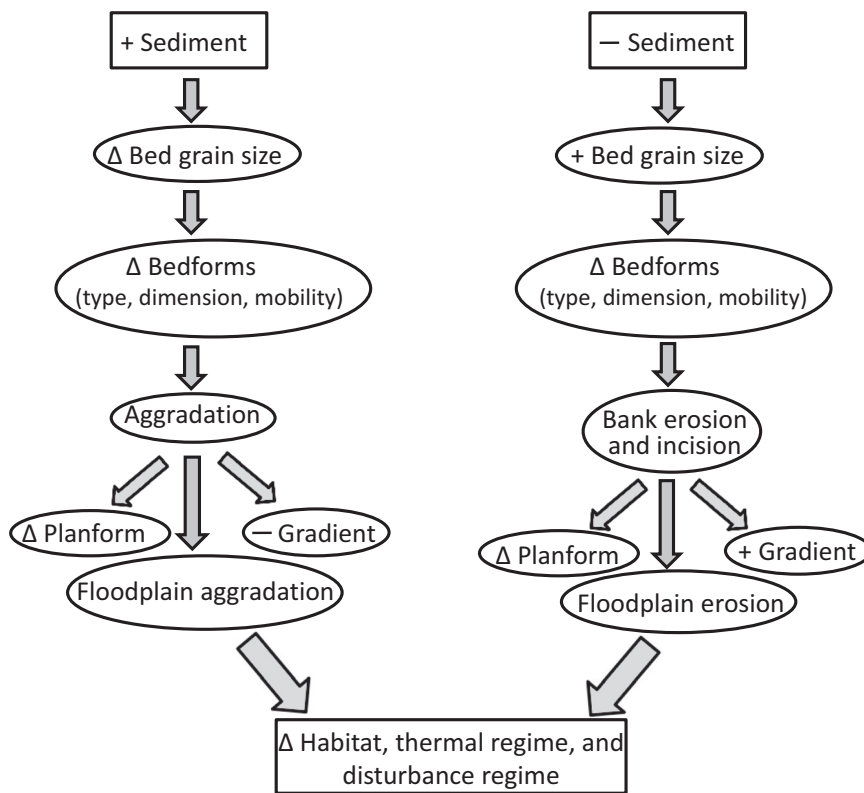 + Sediment
Δ Bed grain size
Δ Bedforms
(type, dimension, mobility)
Aggradation
Δ Planform
— Gradient
Floodplain aggradation
— Sediment
+ Bed grain size
Δ Bedforms
(type, dimension, mobility)
Bank erosion
and incision
Δ Planform
+ Gradient
Floodplain erosion
Δ Habitat, thermal regime, and
disturbance regime